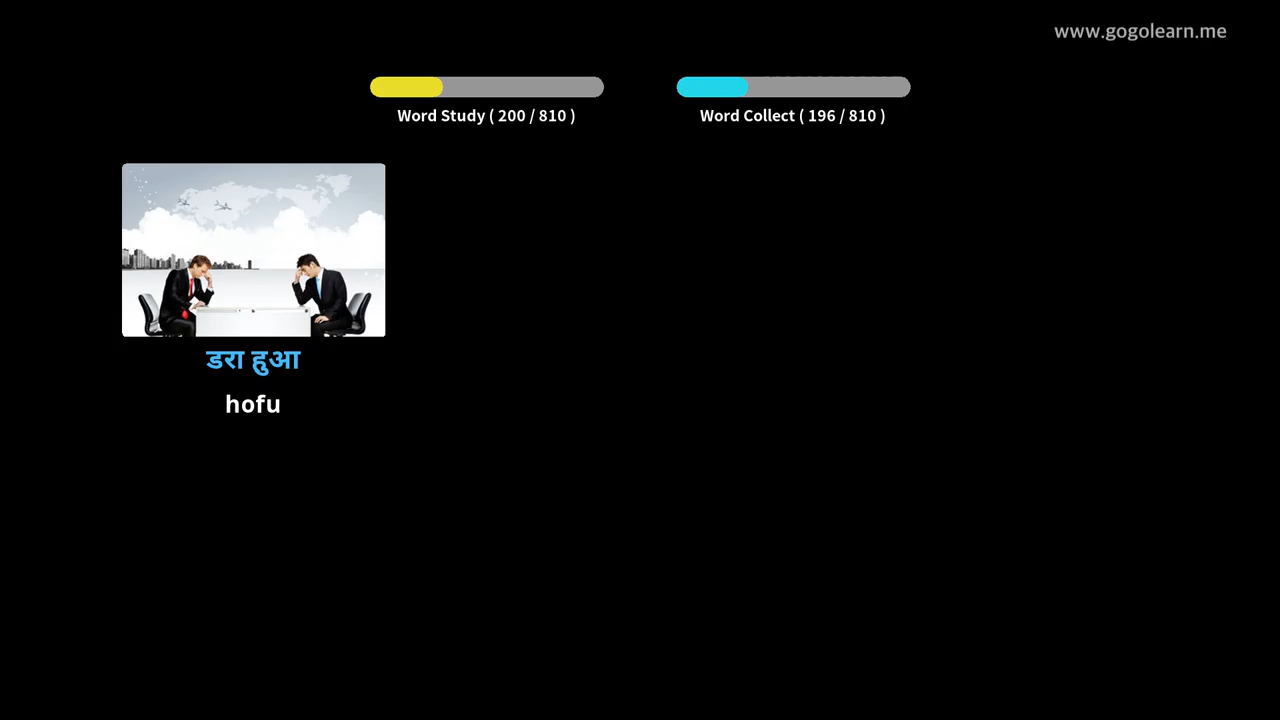 www.gogolearn.me
Word Study ( 200 / 810 )
Word Collect ( 196 / 810 )
डरा हुआ
hofu